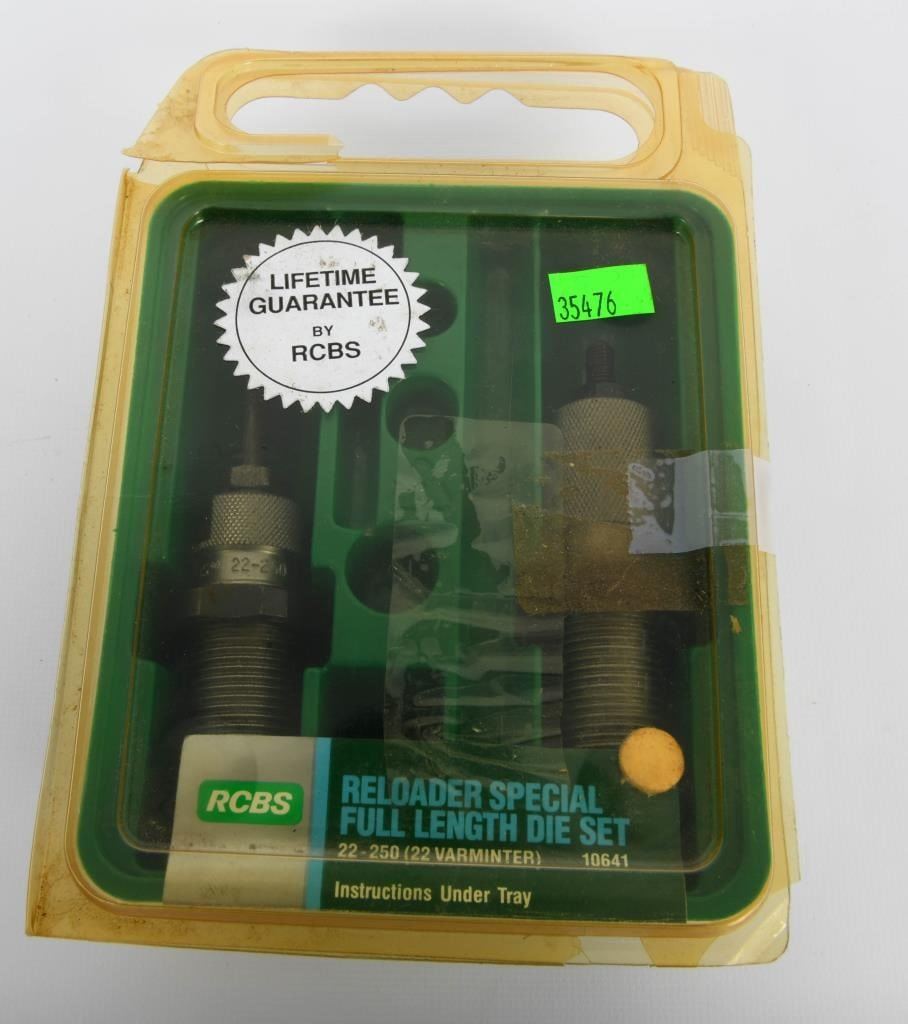 LIFETIME
GUARANTEE
BY
RCBS
35476
22-250
RCBS
RELOADER SPECIAL
FULL LENGTH DIE SET
22-250 (22 VARMINTER) 10641
Instructions Under Tray